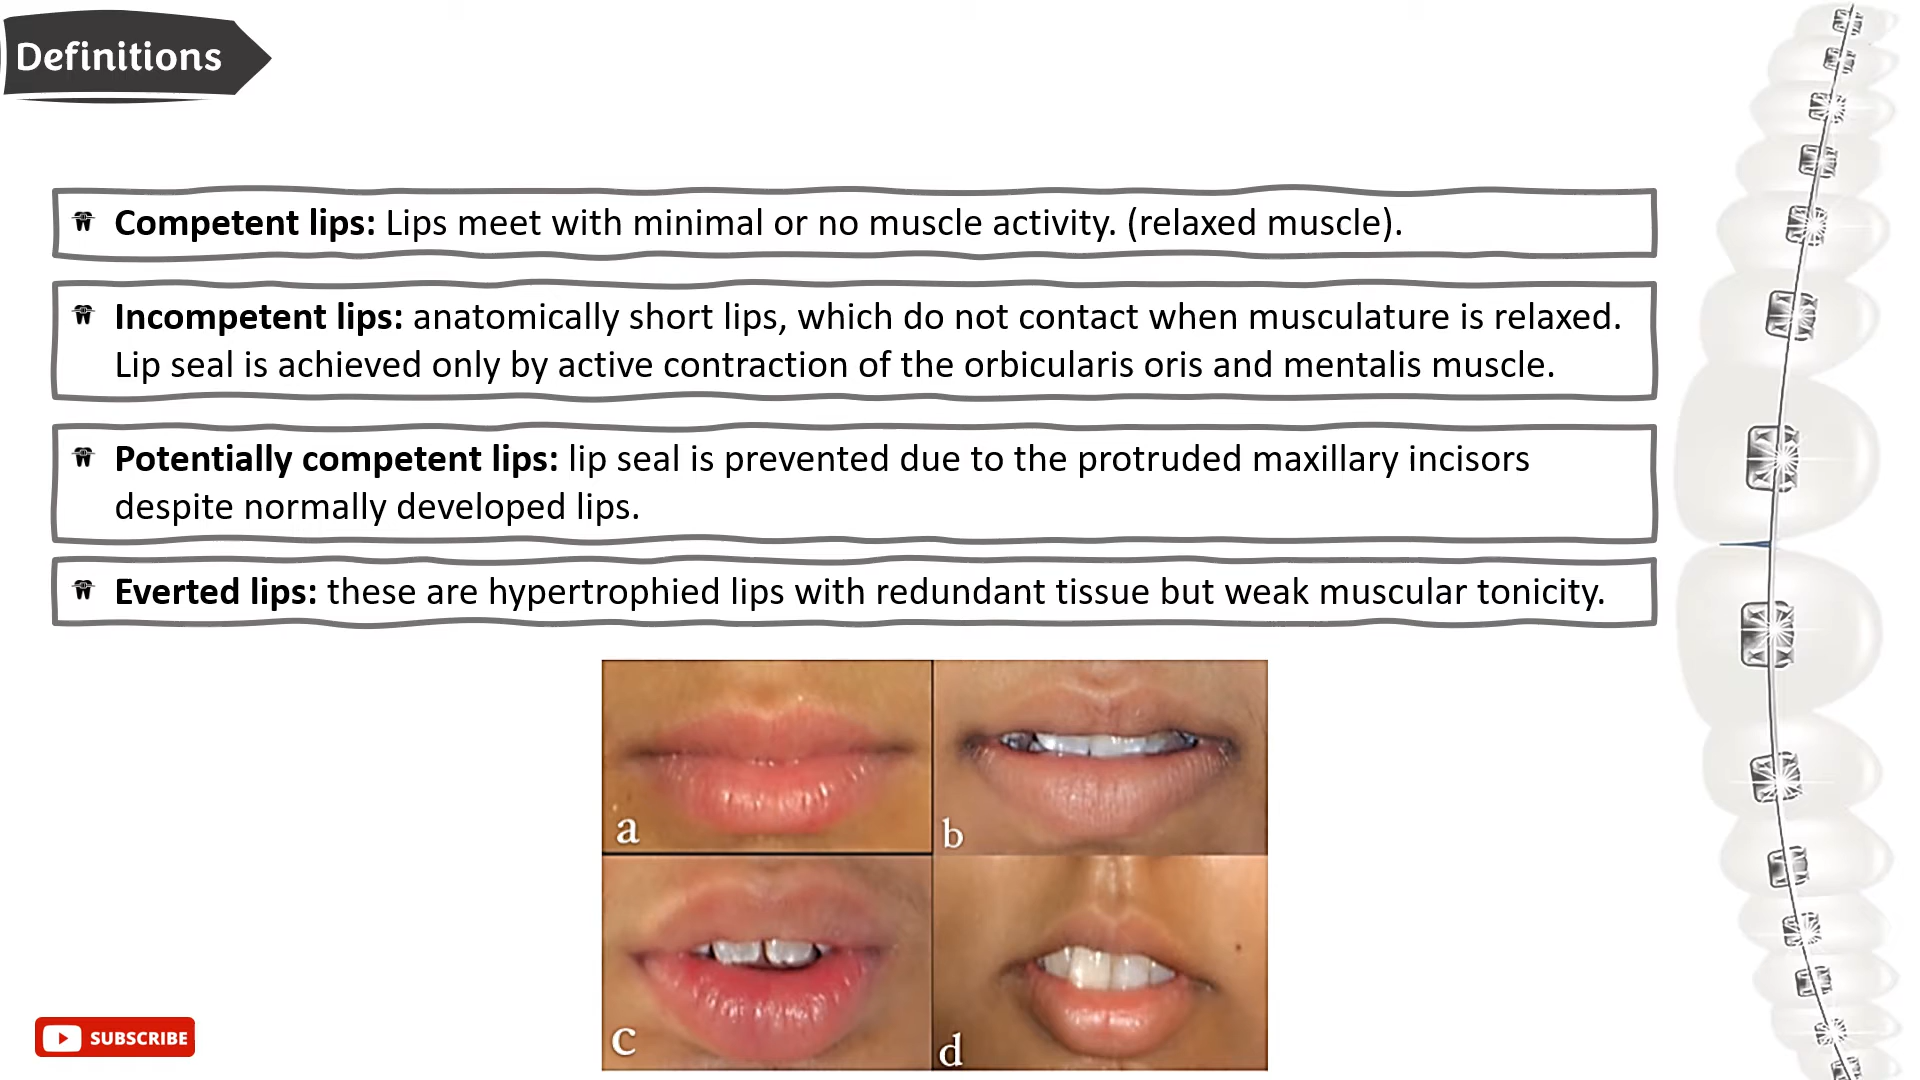 Definitions
Competent lips: Lips meet with minimal or no muscle activity. (relaxed muscle).
Incompetent lips: anatomically short lips, which do not contact when musculature is relaxed.
Lip seal is achieved only by active contraction of the orbicularis oris and mentalis muscle.
Potentially competent lips: lip seal is prevented due to the protruded maxillary incisors
despite normally developed lips.
Everted lips: these are hypertrophied lips with redundant tissue but weak muscular tonicity.
a
b
c
d
SUBSCRIBE